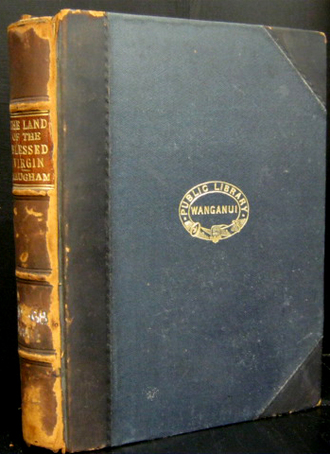 THE LAND
OF THE
BLESSED
VIRGIN
MAUGHAM
PUBLIC LIBRARY
WANGANUI